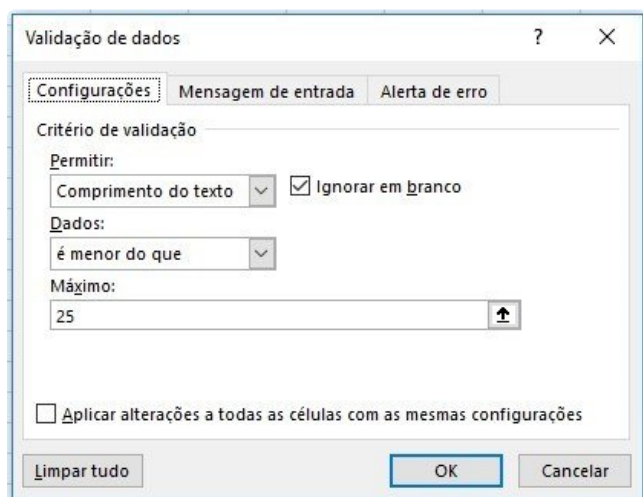 Validação de dados ?
Configurações Mensagem de entrada Alerta de erro
Critério de validação
Permitir:
Comprimento do texto Ignorar em branco
Dados:
é menor do que
Máximo:
25
Aplicar alterações a todas as células com as mesmas configurações
Limpar tudo OK Cancelar